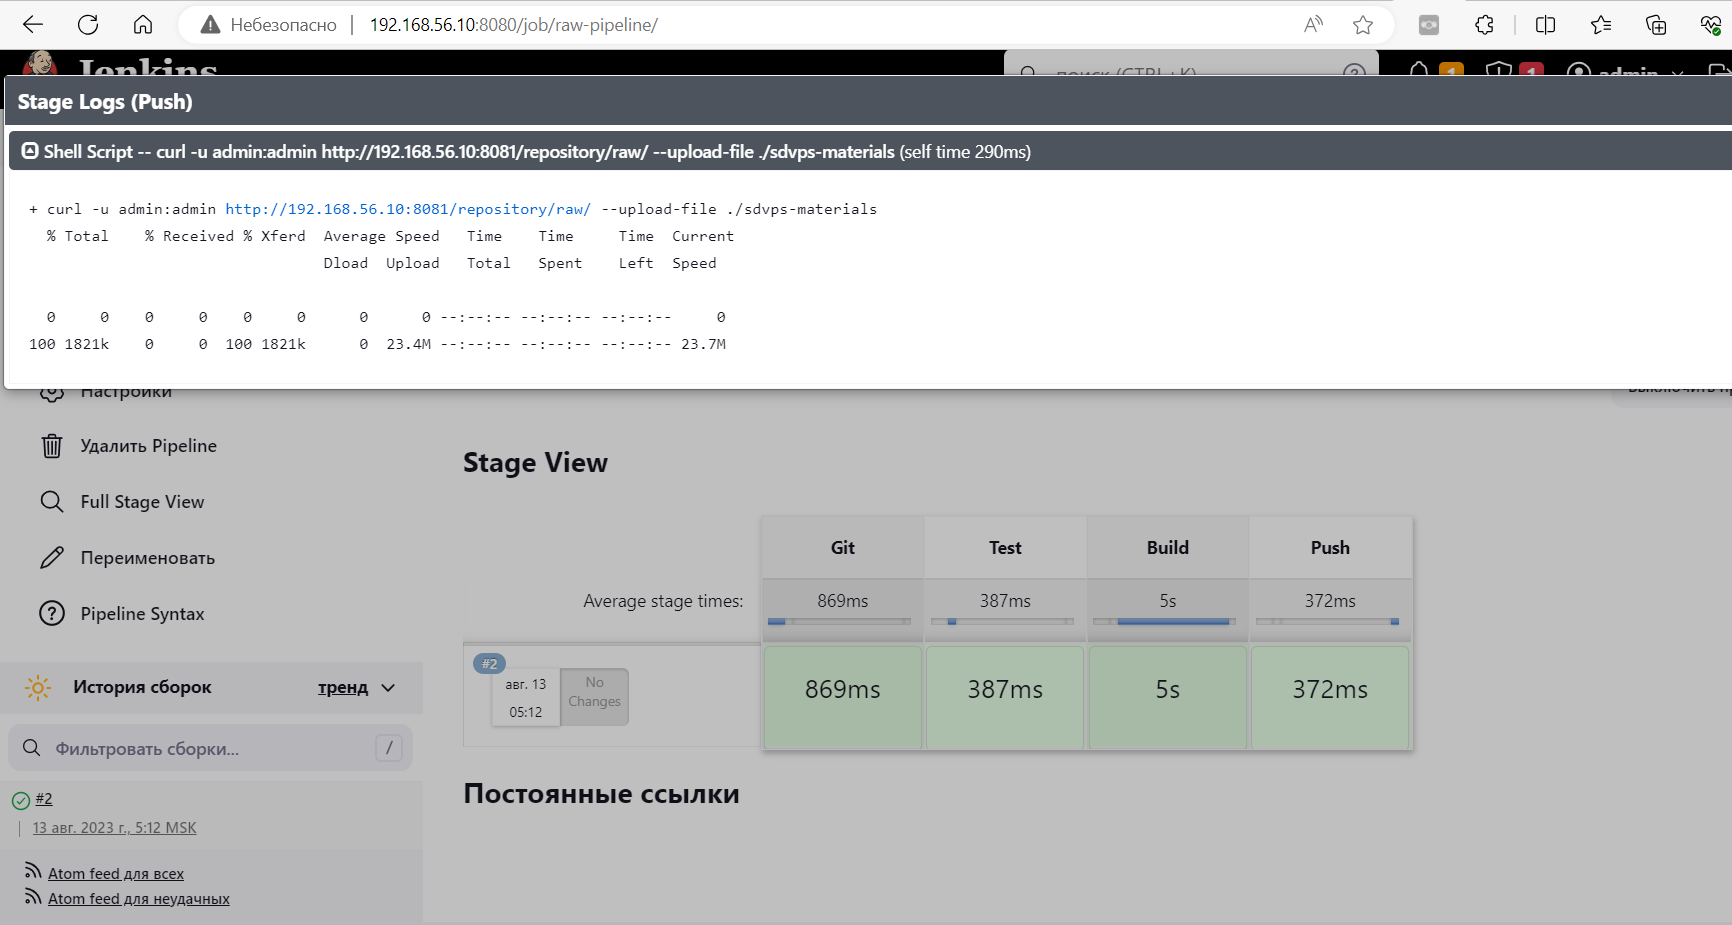 Небезопасно | 192.168.56.10:8080/job/raw-pipeline/
Jenkins
поиск (CTRL+K)
1
1
admin
Stage Logs (Push)
Shell Script -- curl -u admin:admin http://192.168.56.10:8081/repository/raw/ --upload-file ./sdvps-materials (self time 290ms)
+ curl -u admin:admin http://192.168.56.10:8081/repository/raw/ --upload-file ./sdvps-materials
% Total % Received % Xferd Average Speed Time Time Time Current
Dload Upload Total Spent Left Speed
0 0 0 0 0 0 0 0 --:--:-- --:--:-- --:--:-- 0
100 1821k 0 0 100 1821k 0 23.4M --:--:-- --:--:-- --:--:-- 23.7M
Настройки
Выключить
Удалить Pipeline
Full Stage View
Переименовать
Pipeline Syntax
Stage View
Git Test Build Push
Average stage times: 869ms 387ms 5s 372ms
#2
авг. 13
05:12
No
Changes
869ms 387ms 5s 372ms
История сборок тренд
Фильтровать сборки... /
#2
13 авг. 2023 г., 5:12 MSK
Atom feed для всех
Atom feed для неудачных
Постоянные ссылки